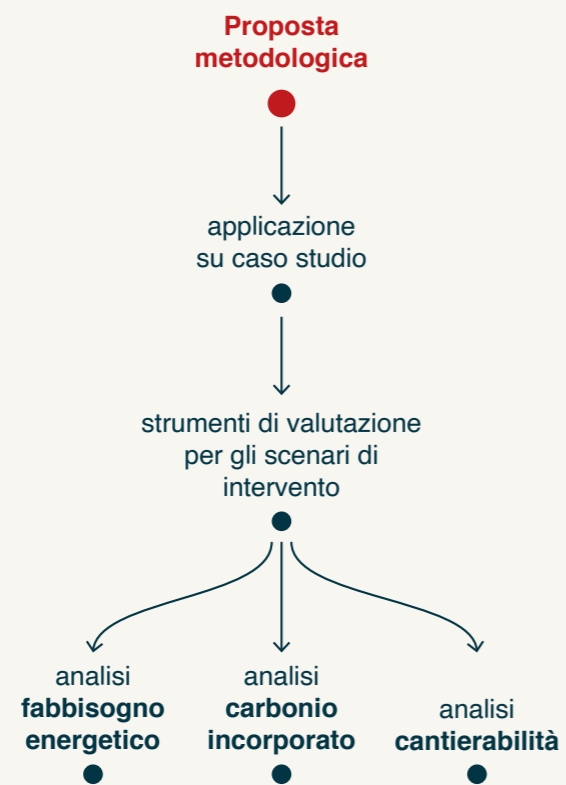 Proposta
metodologica
applicazione
su caso studio
strumenti di valutazione
per gli scenari di
intervento
analisi
fabbisogno
energetico
analisi
carbonio
incorporato
analisi
cantierabilità